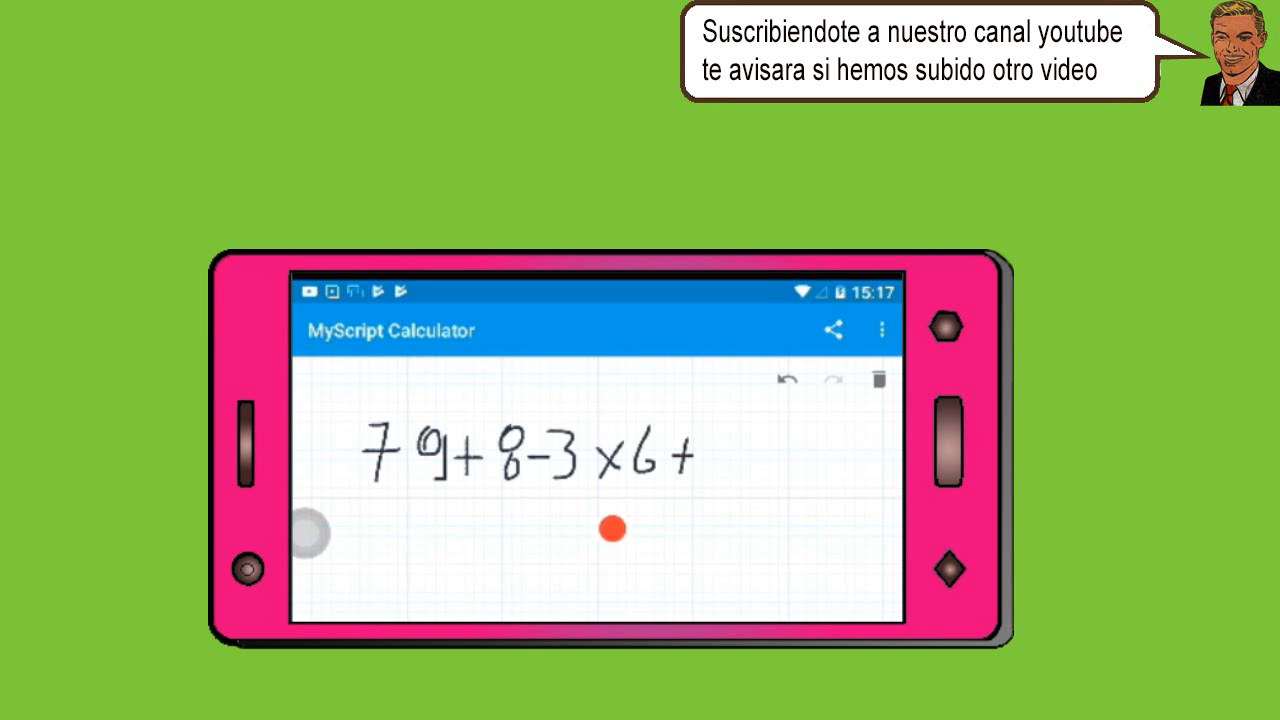 Suscribiendote a nuestro canal youtube
te avisara si hemos subido otro video
15:17
MyScript Calculator
79+8-3×6+